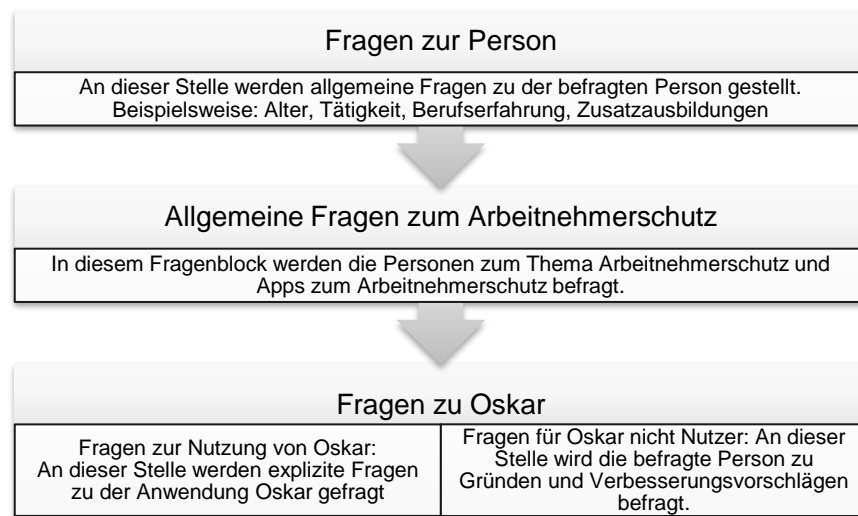 Fragen zur Person
An dieser Stelle werden allgemeine Fragen zu der befragten Person gestellt.
Beispielsweise: Alter, Tätigkeit, Berufserfahrung, Zusatzausbildungen
Allgemeine Fragen zum Arbeitnehmerschutz
In diesem Fragenblock werden die Personen zum Thema Arbeitnehmerschutz und
Apps zum Arbeitnehmerschutz befragt.
Fragen zu Oskar
Fragen zur Nutzung von Oskar:
An dieser Stelle werden explizite Fragen
zu der Anwendung Oskar gefragt
Fragen für Oskar nicht Nutzer: An dieser
Stelle wird die befragte Person zu
Gründen und Verbesserungsvorschlägen
befragt.